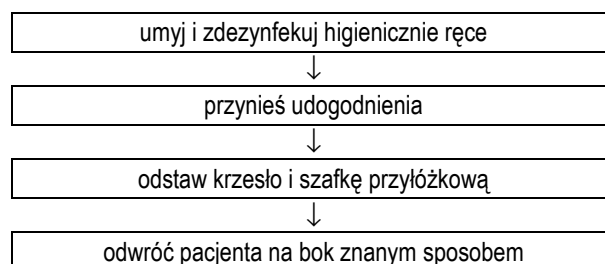 umyj i zdezynfekuj higienicznie ręce
↓
przynieś udogodnienia
↓
odstaw krzesło i szafkę przyłóżkową
↓
odwróć pacjenta na bok znanym sposobem